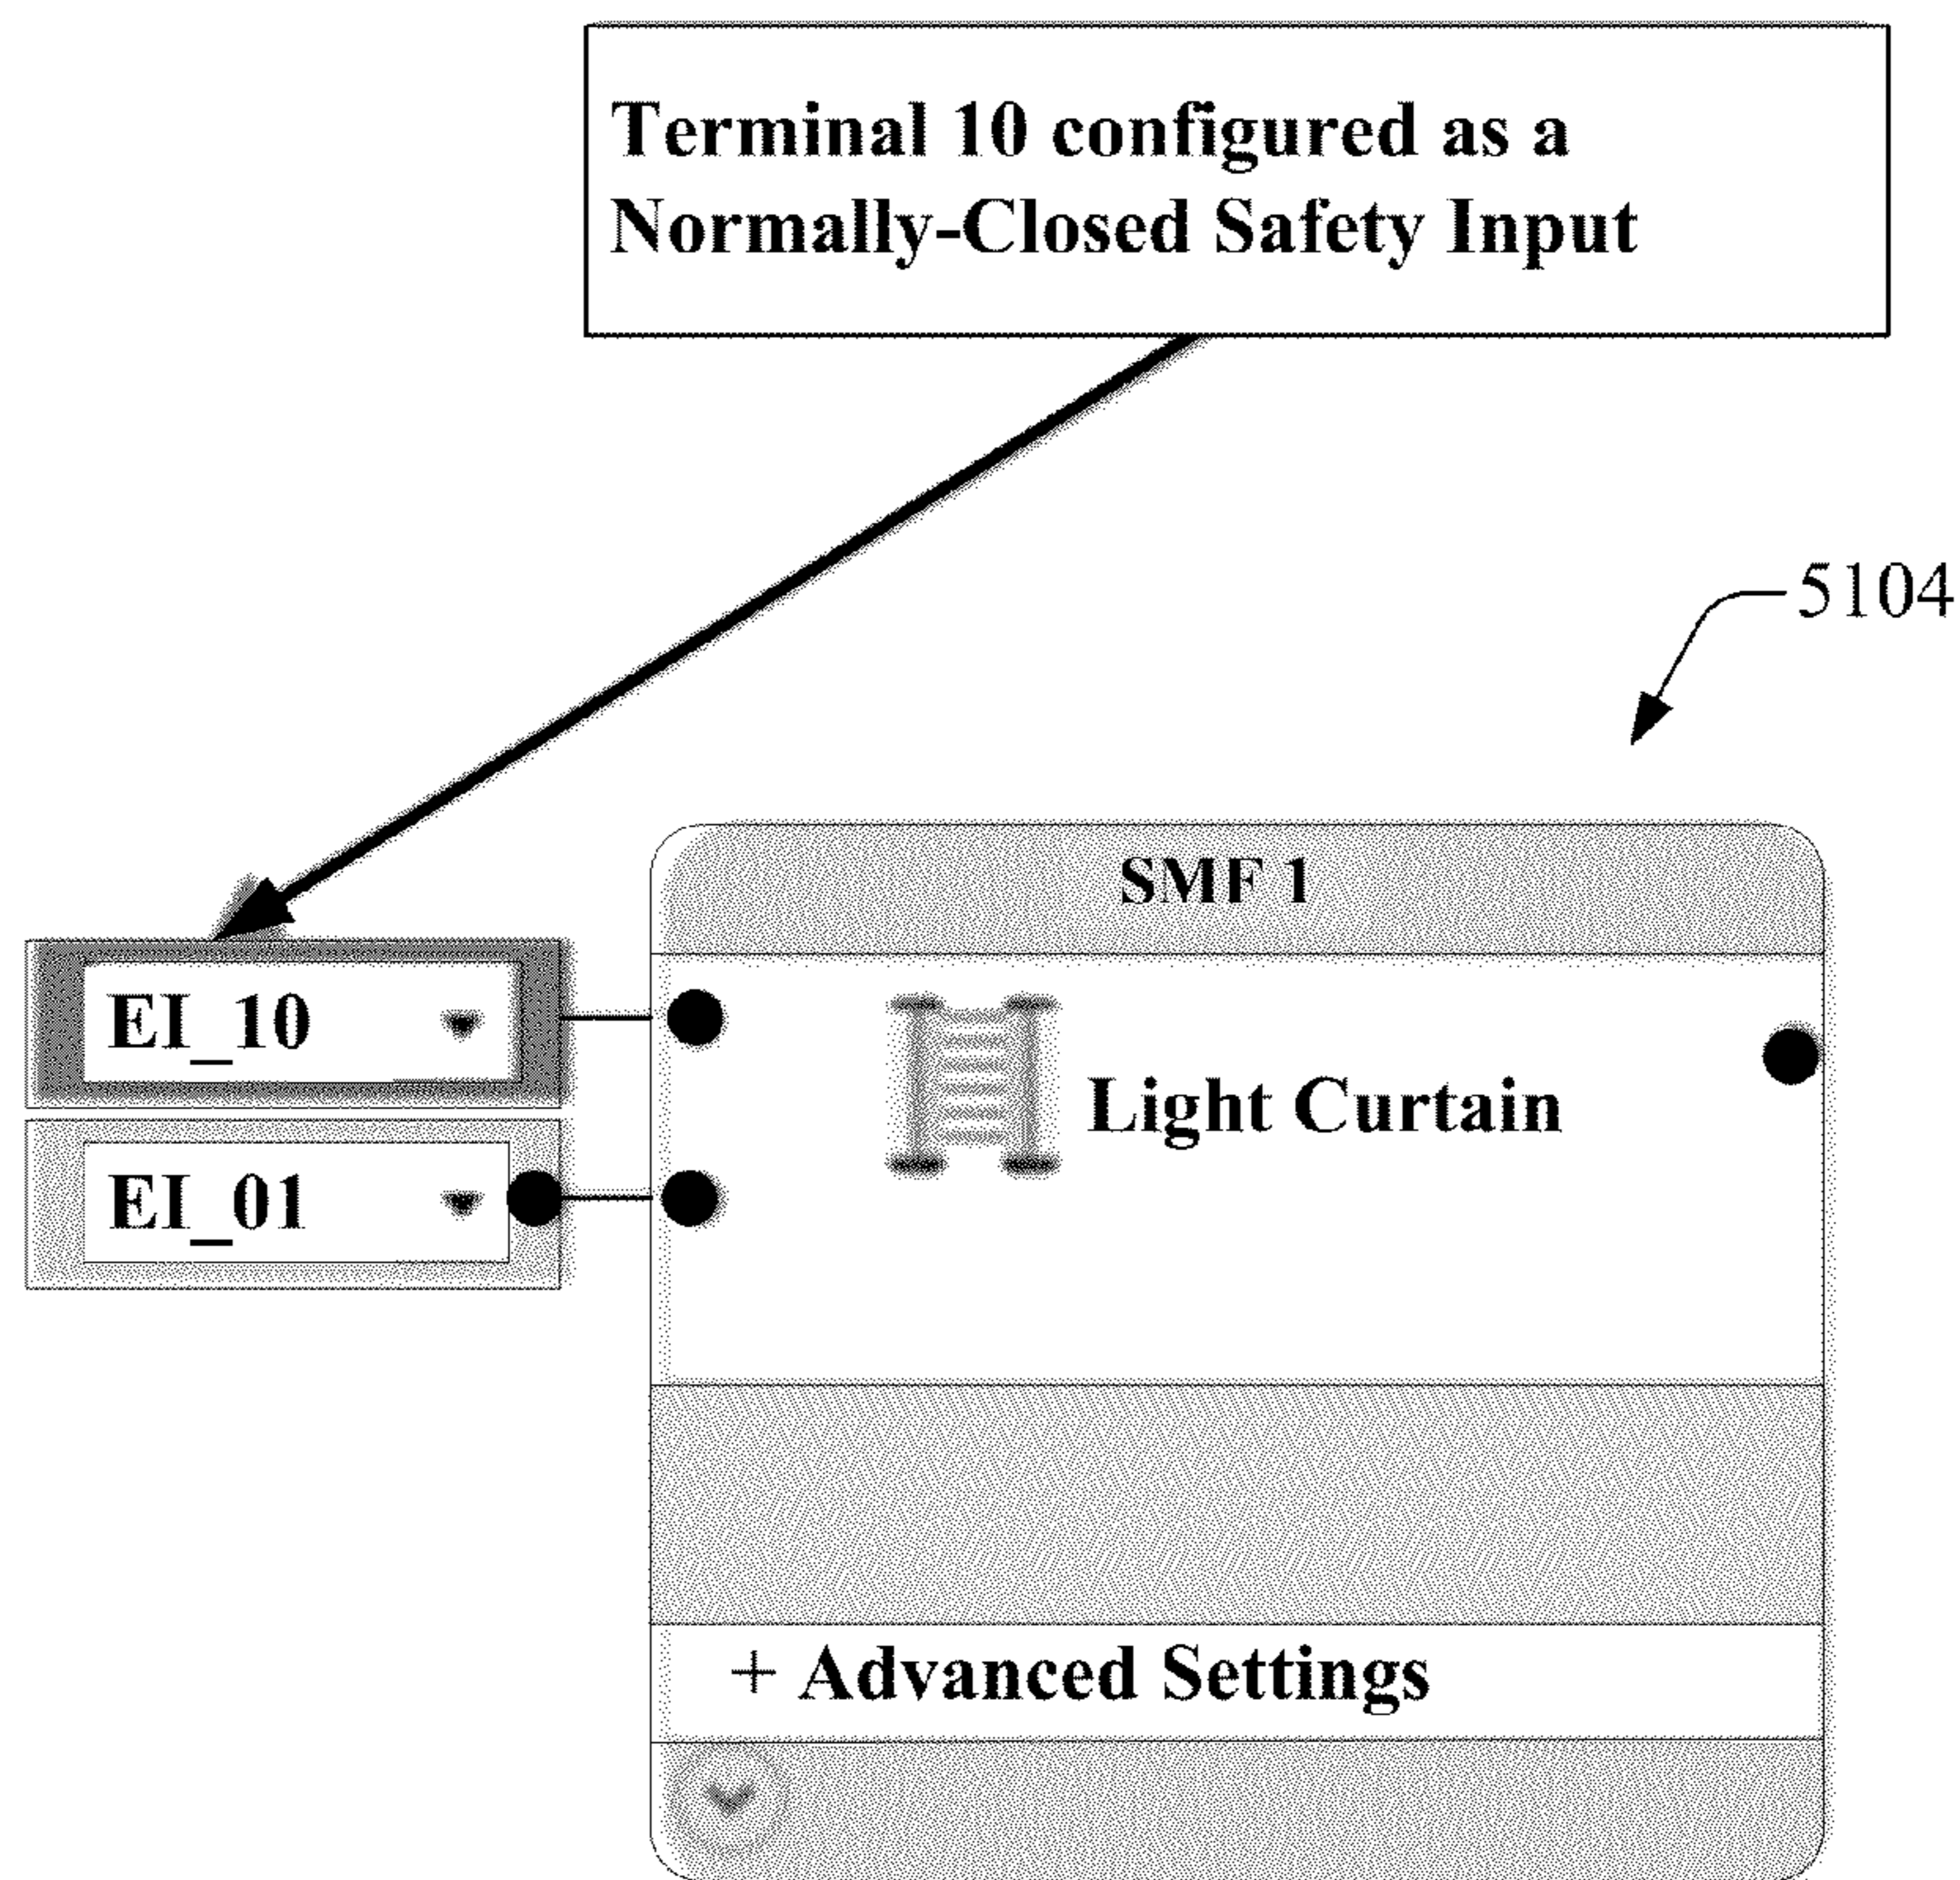 Terminal 10 configured as a
Normally-Closed Safety Input
5104
SMF 1
EI_10
Light Curtain
EI_01
+ Advanced Settings